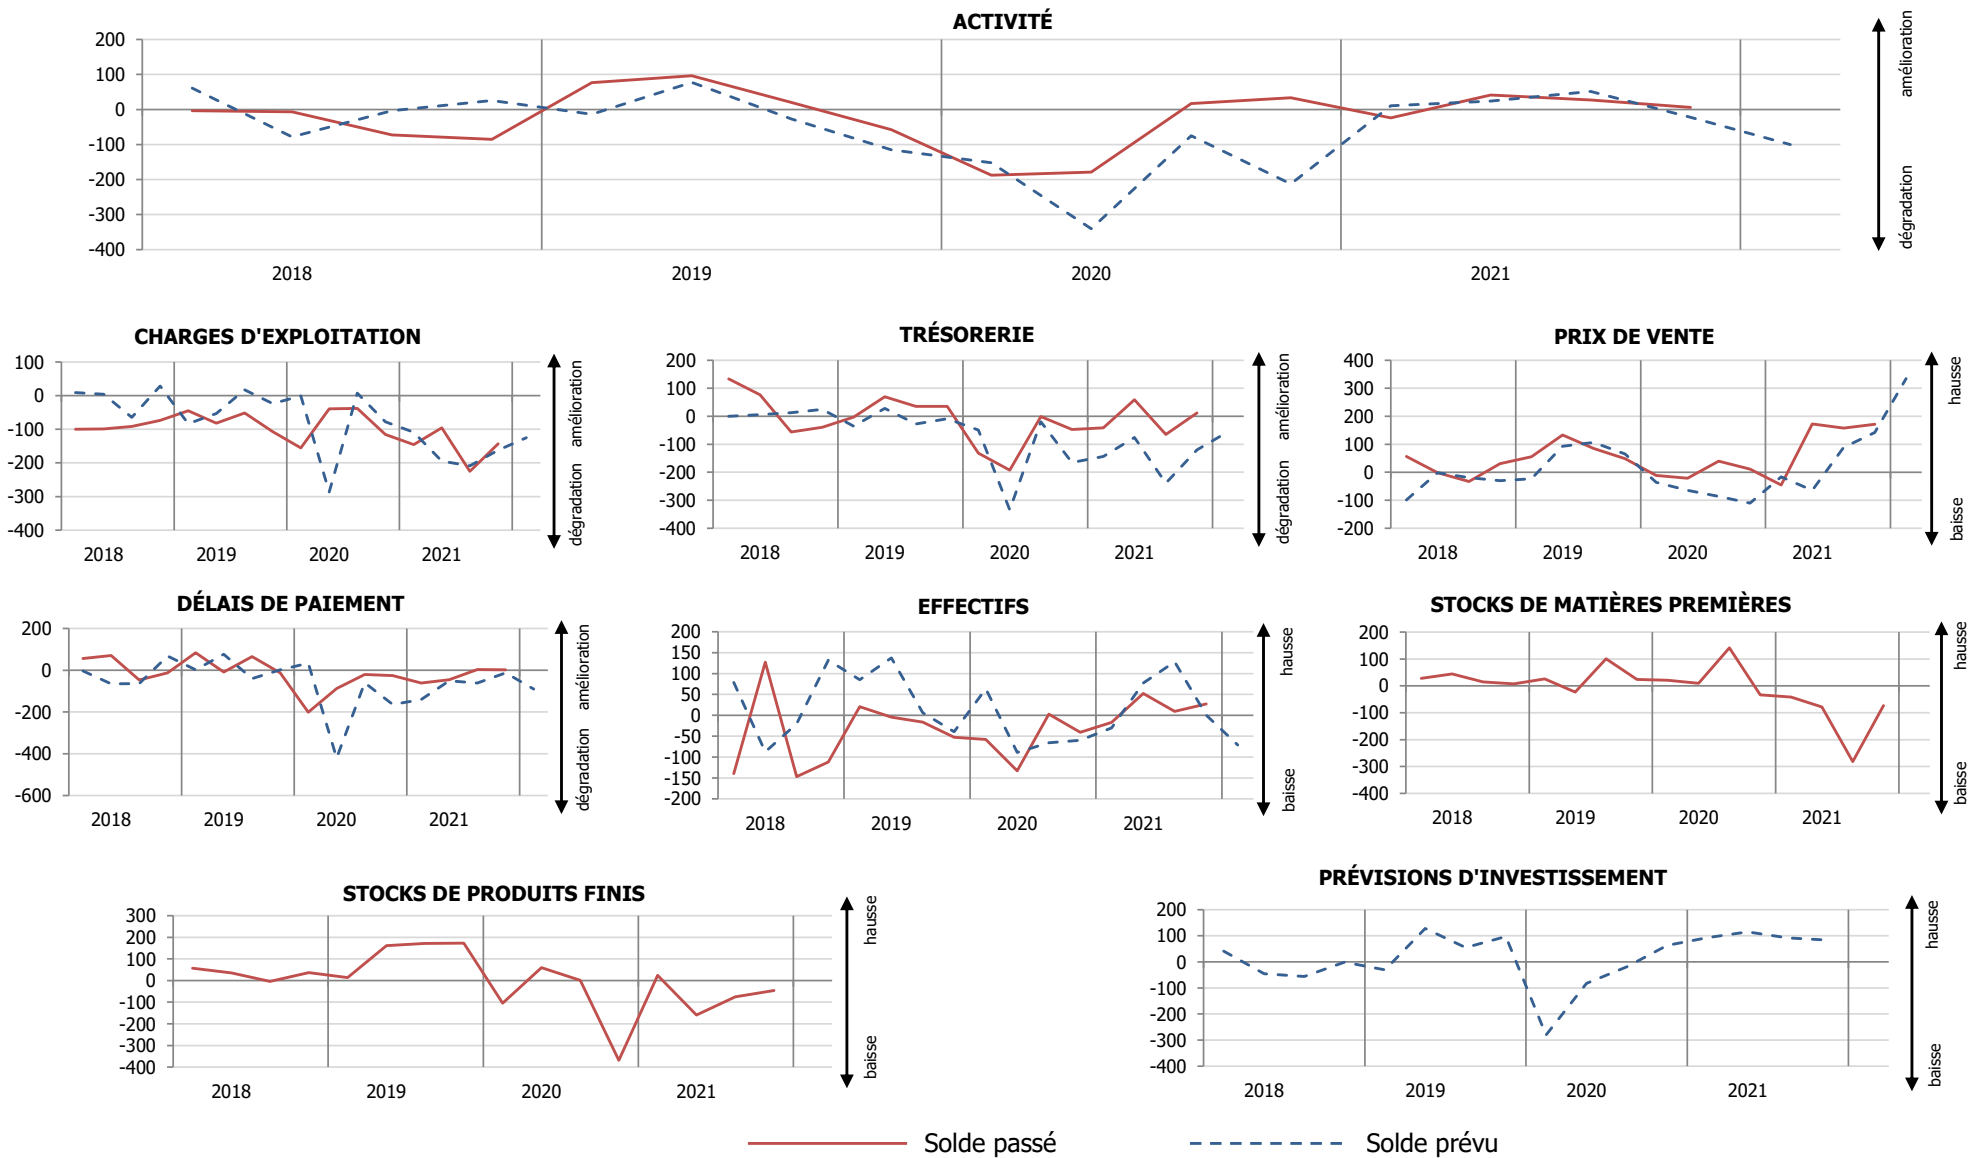 ACTIVITÉ
200
100
0
-100
-200
-300
-400
2018 2019 2020 2021
amélioration
dégradation
CHARGES D'EXPLOITATION
100
0
-100
-200
-300
-400
2018 2019 2020 2021
amélioration
dégradation
TRÉSORERIE
200
100
0
-100
-200
-300
-400
2018 2019 2020 2021
amélioration
dégradation
PRIX DE VENTE
400
300
200
100
0
-100
-200
2018 2019 2020 2021
hausse
baisse
DÉLAIS DE PAIEMENT
200
0
-200
-400
-600
2018 2019 2020 2021
amélioration
dégradation
EFFECTIFS
200
150
100
50
0
-50
-100
-150
-200
2018 2019 2020 2021
hausse
baisse
STOCKS DE MATIÈRES PREMIÈRES
200
100
0
-100
-200
-300
-400
2018 2019 2020 2021
hausse
baisse
STOCKS DE PRODUITS FINIS
300
200
100
0
-100
-200
-300
-400
2018 2019 2020 2021
hausse
baisse
PRÉVISIONS D'INVESTISSEMENT
200
100
0
-100
-200
-300
-400
2018 2019 2020 2021
hausse
baisse
Solde passé Solde prévu